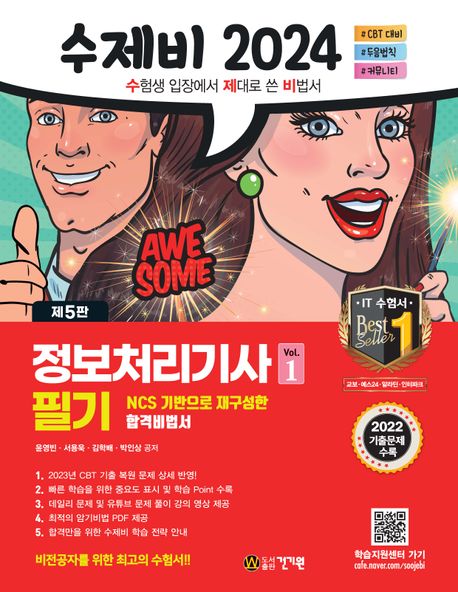 수제비 2024
수험생 입장에서 제대로 쓴 비법서
#CBT 대비
#두음법칙
#커뮤니티
AWE
SOME
제5판
IT 수험서
Best
Seller
1
교보·예스24·알라딘·인터파크
정보처리기사
Vol.
1
필기
NCS 기반으로 재구성한
합격비법서
윤영빈·서용욱·김학배·박인상 공저
2022
기출문제
수록
1. 2023년 CBT 기출 복원 문제 상세 반영!
2. 빠른 학습을 위한 중요도 표시 및 학습 Point 수록
3. 데일리 문제 및 유튜브 문제 풀이 강의 영상 제공
4. 최적의 암기비법 PDF 제공
5. 합격만을 위한 수제비 학습 전략 안내
비전공자를 위한 최고의 수험서!!
W
도서
출판
건기원
학습지원센터 가기
cafe.naver.com/soojebi